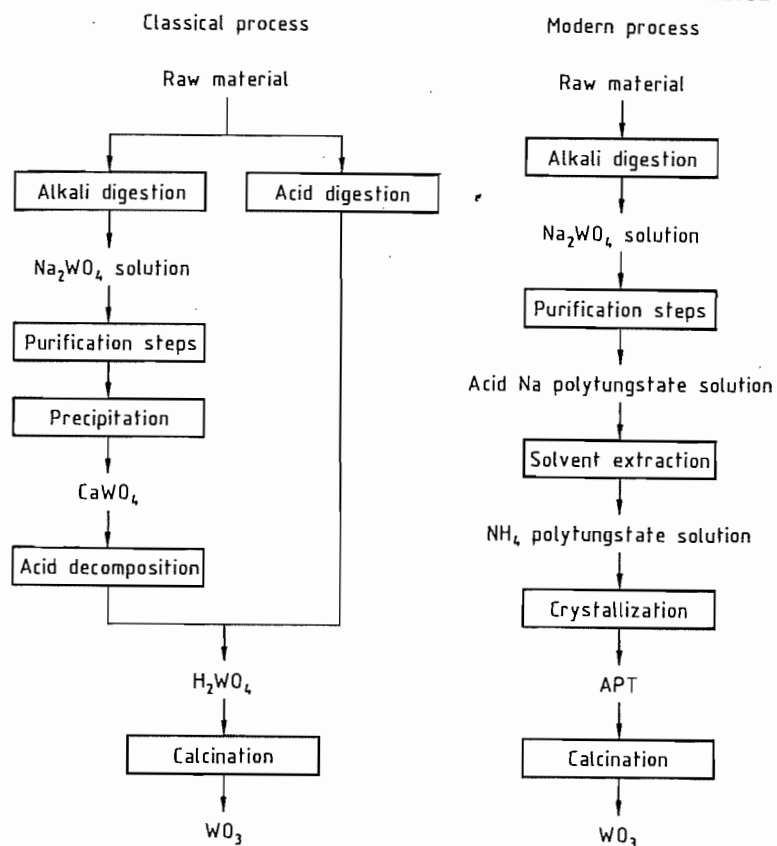 Classical process
Raw material
Alkali digestion
Acid digestion
Na₂WO₄ solution
Purification steps
Precipitation
CaWO₄
Acid decomposition
H₂WO₄
Calcination
WO₃
Modern process
Raw material
Alkali digestion
Na₂WO₄ solution
Purification steps
Acid Na polytungstate solution
Solvent extraction
NH₄ polytungstate solution
Crystallization
APT
Calcination
WO₃